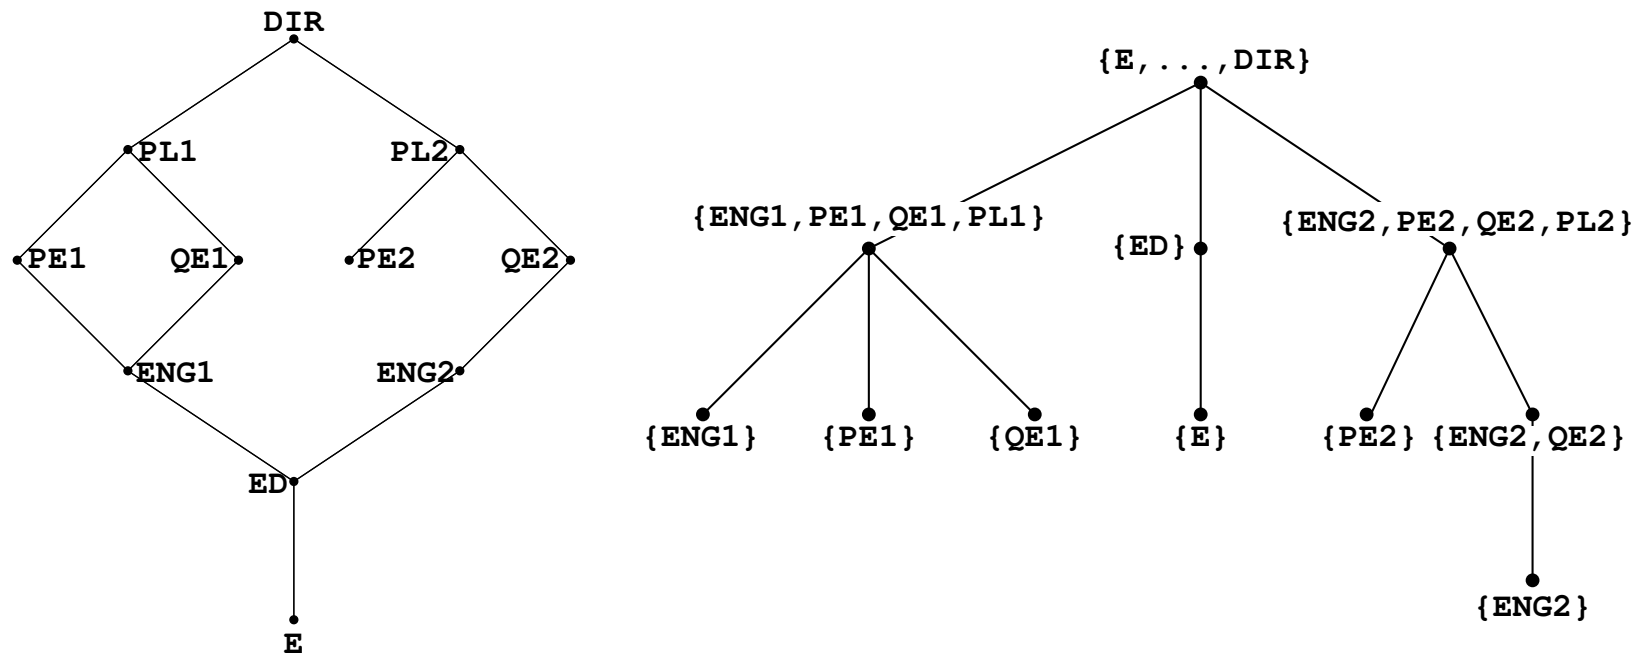 DIR
PL1 PL2
PE1 QE1 PE2 QE2
ENG1 ENG2
ED
E
{E,...,DIR}
{ENG1,PE1,QE1,PL1} {ED} {ENG2,PE2,QE2,PL2}
{ENG1} {PE1} {QE1} {E} {PE2} {ENG2,QE2}
{ENG2}